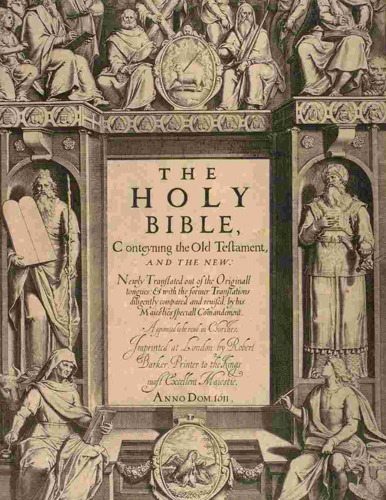 THE
HOLY
BIBLE,
Conteyning the Old Testament,
AND THE NEW:
Newly Translated out of the Originall
tongues: & with the former Translations
diligently compared and reuised, by his
Maiesties speciall Comandement.
Appointed to be read in Churches.
Imprinted at London by Robert
Barker, Printer to the Kings
most Excellent Maiestie.
ANNO DOM. 1611.